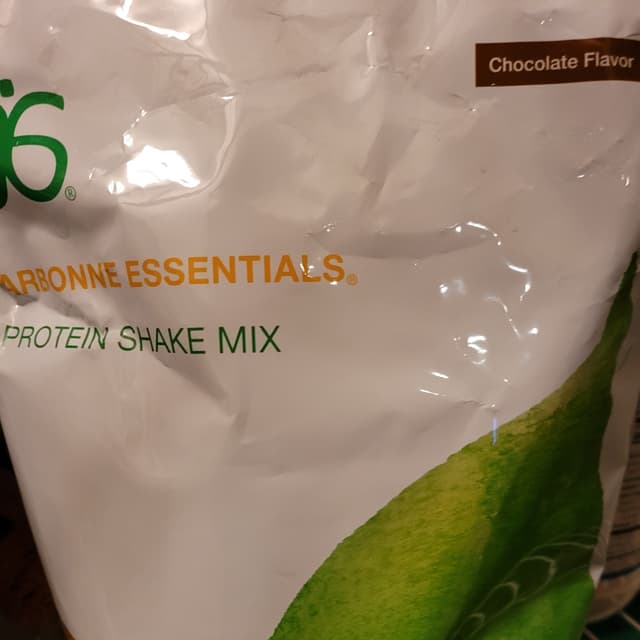 Chocolate Flavor
ARBONNE ESSENTIALS®
PROTEIN SHAKE MIX